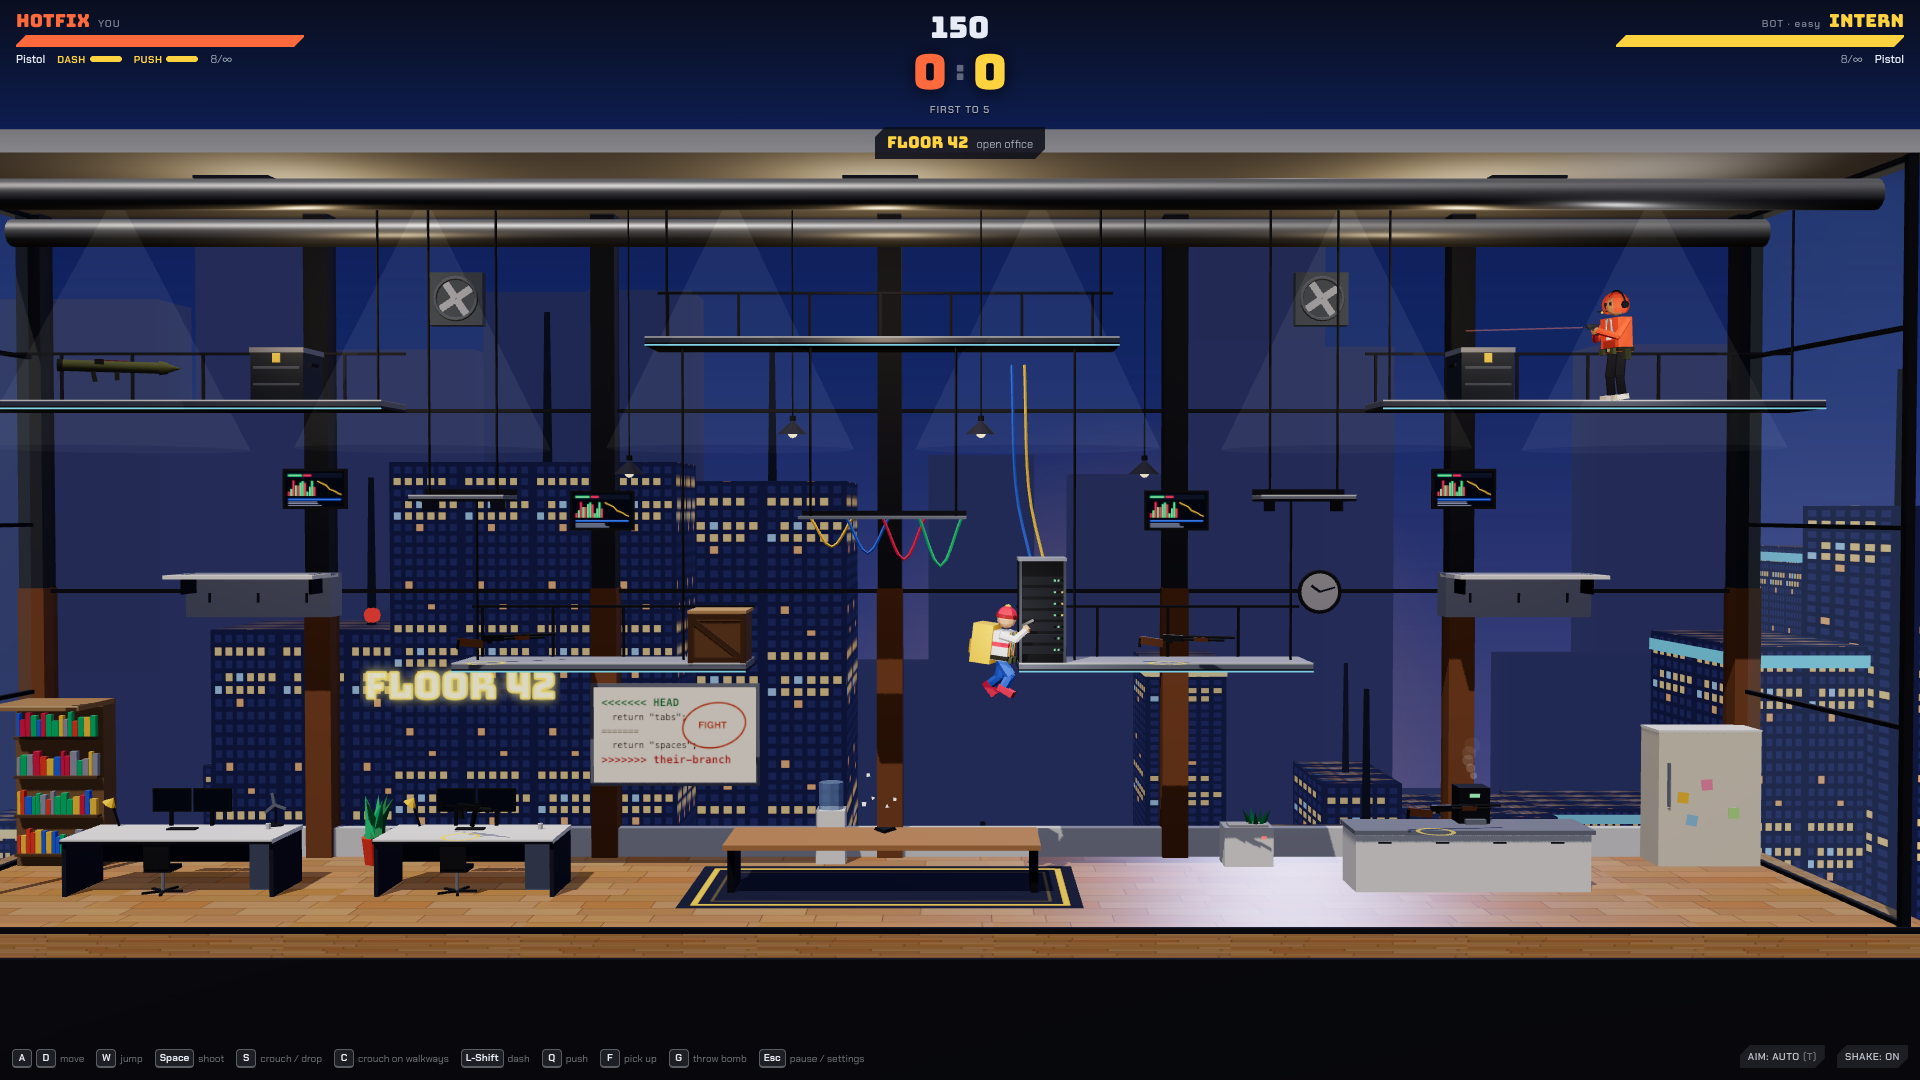 HOTFIX YOU
Pistol DASH PUSH 8/∞
150
0 : 0
FIRST TO 5
BOT · easy INTERN
8/∞ Pistol
FLOOR 42 open office
FLOOR 42
<<<<<<< HEAD
return "tabs";
=======
return "spaces";
>>>>>>> their-branch
FIGHT
A D move W jump Space shoot S crouch / drop C crouch on walkways L-Shift dash Q push F pick up G throw bomb Esc pause / settings
AIM: AUTO (T) SHAKE: ON